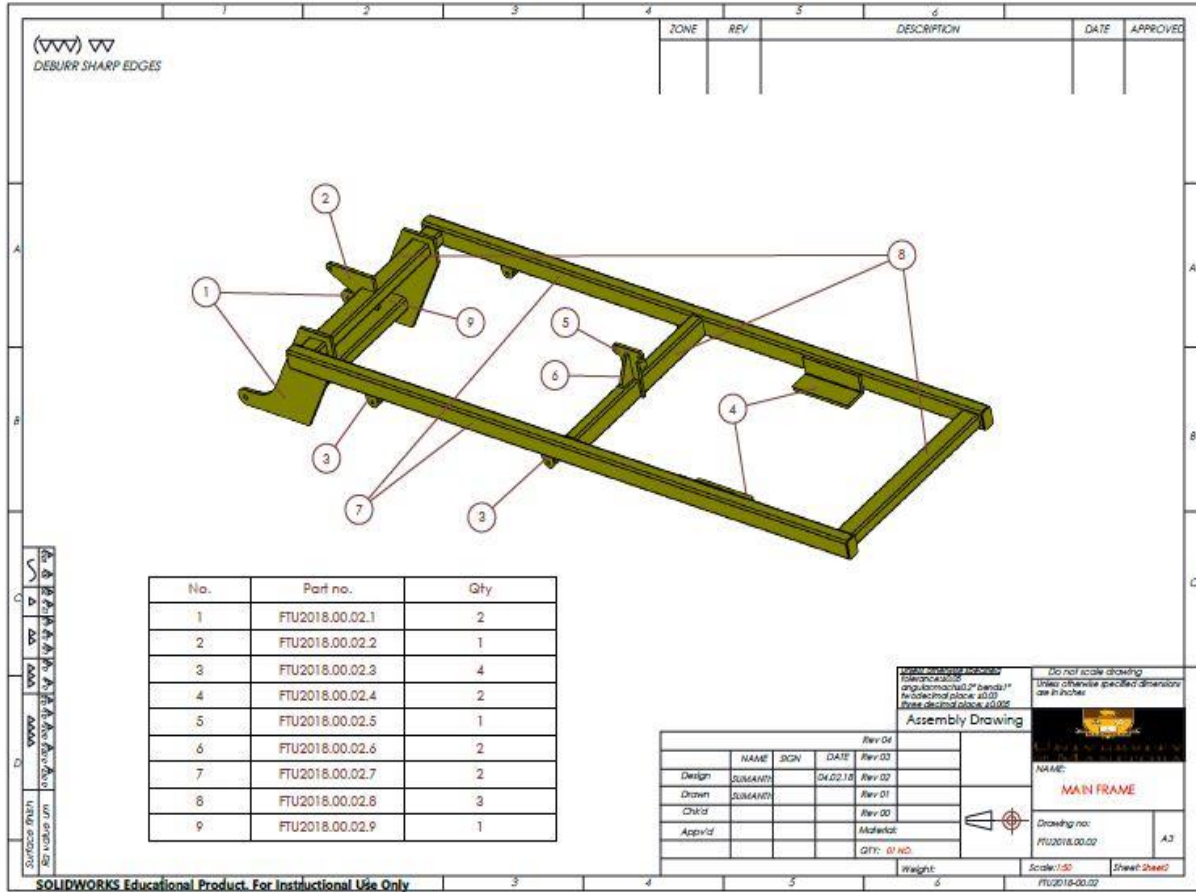 1 2 3 4 5 6
ZONE REV DESCRIPTION DATE APPROVED
DEBURR SHARP EDGES
2
A A
8
1
9
5
6
B B
4
3
7
3
No. Part no. Qty
1 FTU2018.00.02.1 2
2 FTU2018.00.02.2 1
3 FTU2018.00.02.3 4
4 FTU2018.00.02.4 2
5 FTU2018.00.02.5 1
6 FTU2018.00.02.6 2
7 FTU2018.00.02.7 2
8 FTU2018.00.02.8 3
9 FTU2018.00.02.9 1
C C
D
Surface finish
Do not scale drawing
Unless otherwise specified dimensions
are in inches
Assembly Drawing
Rev 04
NAME SIGN DATE Rev 03
Design SUMANTH 04.02.18 Rev 02
Drawn SUMANTH Rev 01
Chk'd Rev 00
Appv'd Material:
QTY: 01 NO.
NAME:
MAIN FRAME
Drawing no:
FTU2018.00.02 A3
Weight: Scale:1:50 Sheet:Sheet2
SOLIDWORKS Educational Product. For Instructional Use Only
3 4 5 6 FTU2018-00.02